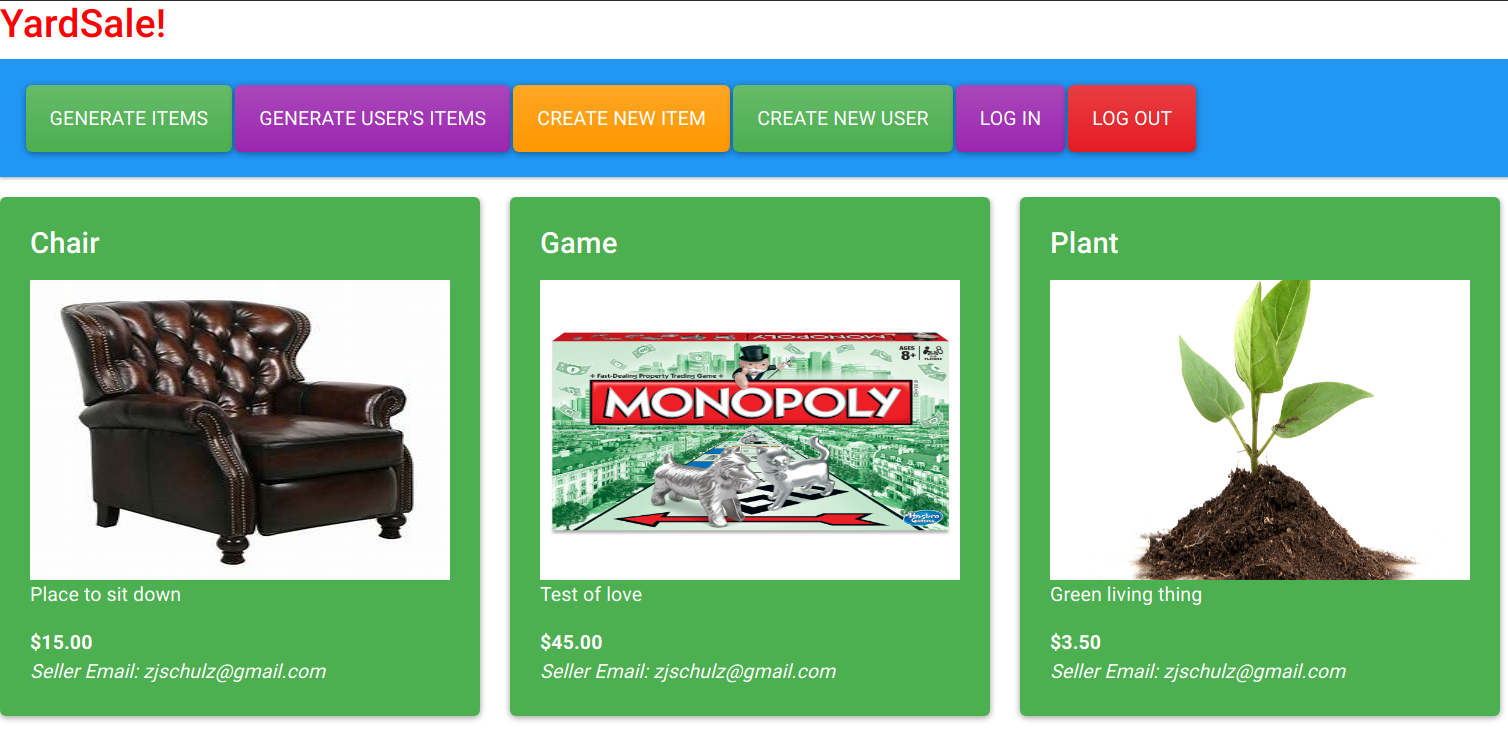 YardSale!
GENERATE ITEMS GENERATE USER'S ITEMS CREATE NEW ITEM CREATE NEW USER LOG IN LOG OUT
Chair
Place to sit down
$15.00
Seller Email: zjschulz@gmail.com
Game
MONOPOLY
AGES
8+
Fast-Dealing Property Trading Game
MONOPOLY
Hasbro
Gaming
Test of love
$45.00
Seller Email: zjschulz@gmail.com
Plant
Green living thing
$3.50
Seller Email: zjschulz@gmail.com